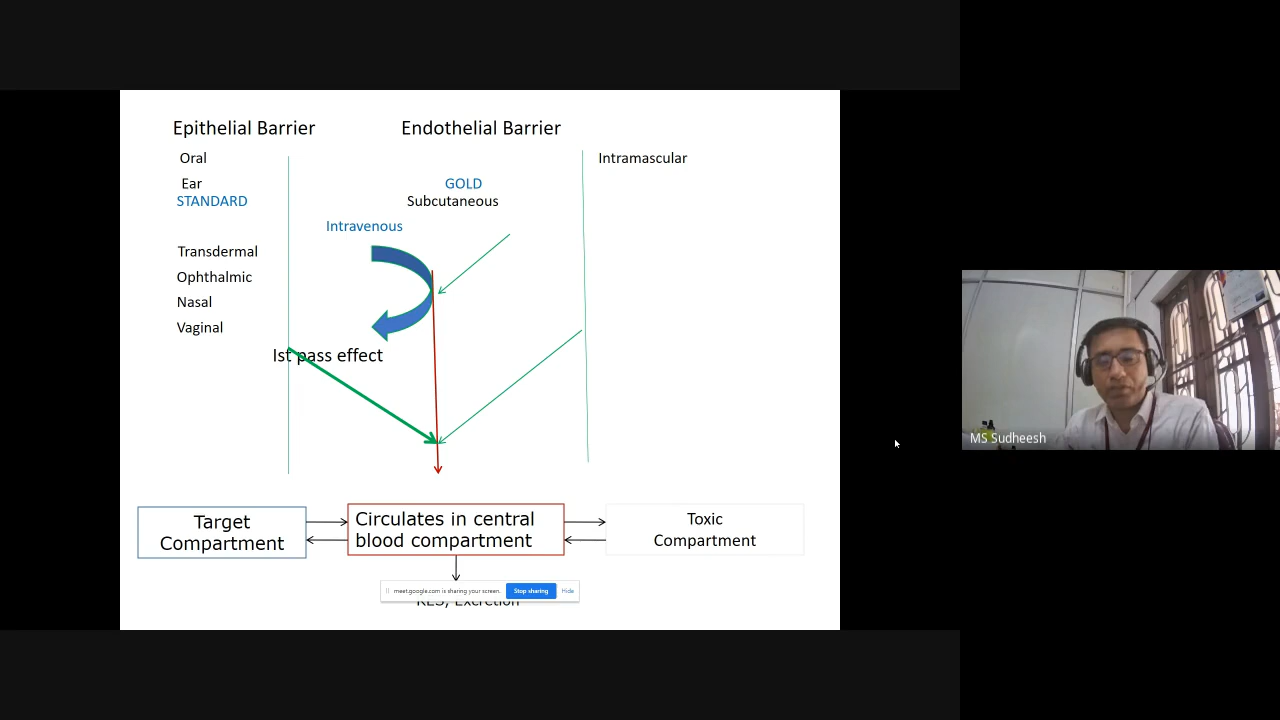 Epithelial Barrier
Endothelial Barrier
Oral
Intramascular
Ear
GOLD
STANDARD
Subcutaneous
Intravenous
Transdermal
Ophthalmic
Nasal
Vaginal
Ist pass effect
Target
Compartment
Circulates in central
blood compartment
Toxic
Compartment
meet.google.com is sharing your screen.
Stop sharing
Hide
RES, Excretion
MS Sudheesh